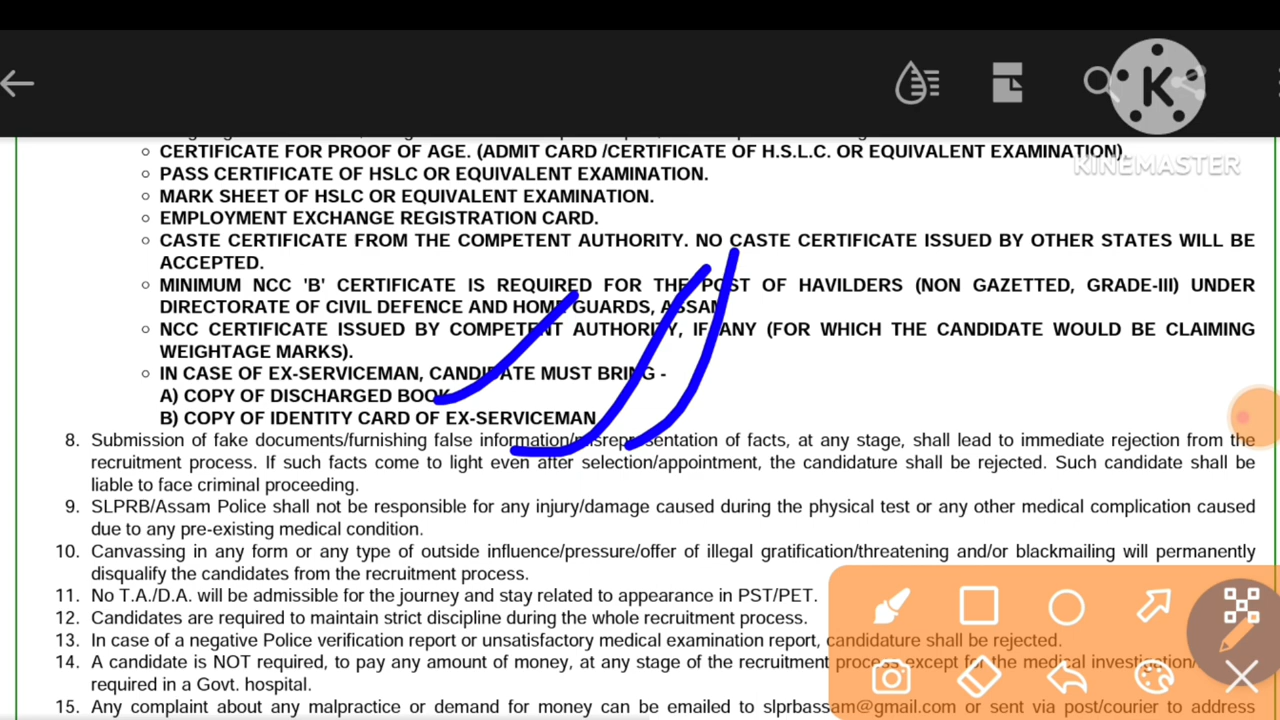 K
KINEMASTER
CERTIFICATE FOR PROOF OF AGE. (ADMIT CARD /CERTIFICATE OF H.S.L.C. OR EQUIVALENT EXAMINATION)
PASS CERTIFICATE OF HSLC OR EQUIVALENT EXAMINATION.
MARK SHEET OF HSLC OR EQUIVALENT EXAMINATION.
EMPLOYMENT EXCHANGE REGISTRATION CARD.
CASTE CERTIFICATE FROM THE COMPETENT AUTHORITY. NO CASTE CERTIFICATE ISSUED BY OTHER STATES WILL BE
ACCEPTED.
MINIMUM NCC 'B' CERTIFICATE IS REQUIRED FOR THE POST OF HAVILDERS (NON GAZETTED, GRADE-III) UNDER
DIRECTORATE OF CIVIL DEFENCE AND HOME GUARDS, ASSAM
NCC CERTIFICATE ISSUED BY COMPETENT AUTHORITY, IF ANY (FOR WHICH THE CANDIDATE WOULD BE CLAIMING
WEIGHTAGE MARKS).
IN CASE OF EX-SERVICEMAN, CANDIDATE MUST BRING -
A) COPY OF DISCHARGED BOOK
B) COPY OF IDENTITY CARD OF EX-SERVICEMAN
8. Submission of fake documents/furnishing false information/misrepresentation of facts, at any stage, shall lead to immediate rejection from the
recruitment process. If such facts come to light even after selection/appointment, the candidature shall be rejected. Such candidate shall be
liable to face criminal proceeding.
9. SLPRB/Assam Police shall not be responsible for any injury/damage caused during the physical test or any other medical complication caused
due to any pre-existing medical condition.
10. Canvassing in any form or any type of outside influence/pressure/offer of illegal gratification/threatening and/or blackmailing will permanently
disqualify the candidates from the recruitment process.
11. No T.A./D.A. will be admissible for the journey and stay related to appearance in PST/PET.
12. Candidates are required to maintain strict discipline during the whole recruitment process.
13. In case of a negative Police verification report or unsatisfactory medical examination report, candidature shall be rejected.
14. A candidate is NOT required, to pay any amount of money, at any stage of the recruitment process except for the medical investigation/
required in a Govt. hospital.
15. Any complaint about any malpractice or demand for money can be emailed to slprbassam@gmail.com or sent via post/courier to address